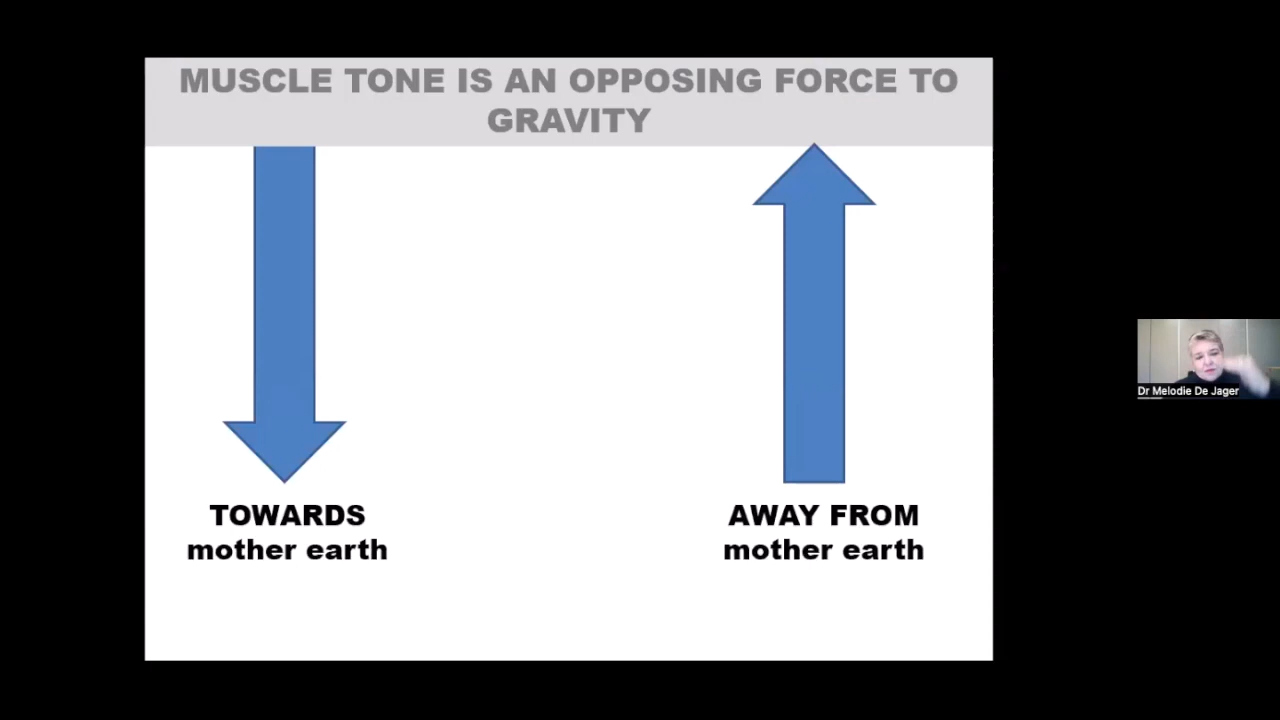 MUSCLE TONE IS AN OPPOSING FORCE TO
GRAVITY
TOWARDS
mother earth
AWAY FROM
mother earth
Dr Melodie De Jager